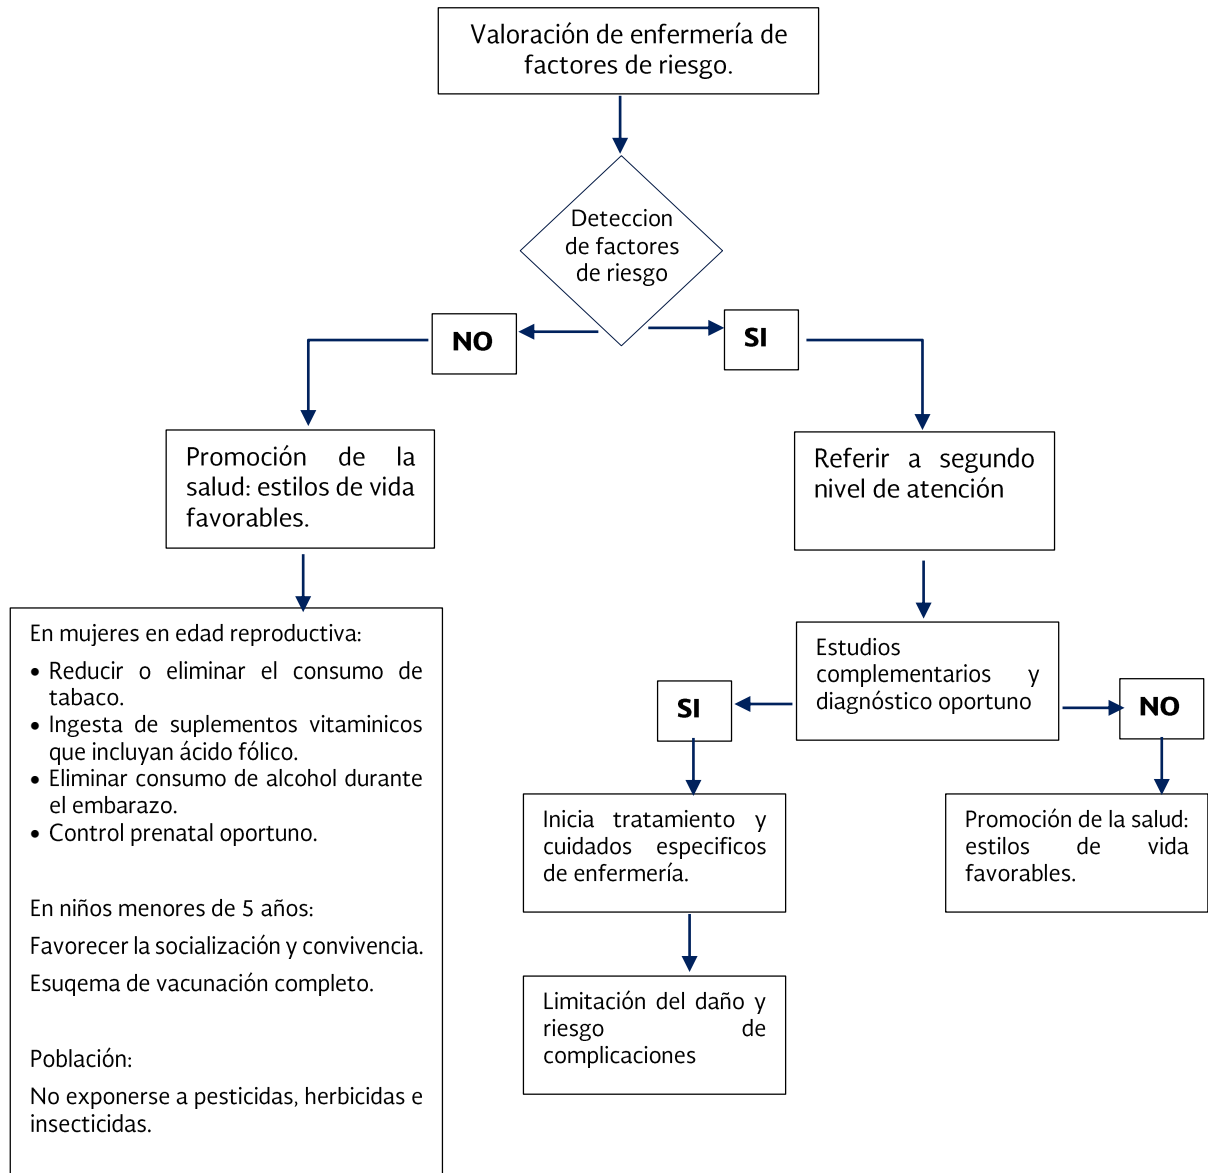 Valoración de enfermería de
factores de riesgo.
Deteccion
de factores
de riesgo
NO
SI
Promoción de la
salud: estilos de vida
favorables.
Referir a segundo
nivel de atención
En mujeres en edad reproductiva:
• Reducir o eliminar el consumo de
tabaco.
• Ingesta de suplementos vitaminicos
que incluyan ácido fólico.
• Eliminar consumo de alcohol durante
el embarazo.
• Control prenatal oportuno.
En niños menores de 5 años:
Favorecer la socialización y convivencia.
Esuqema de vacunación completo.
Población:
No exponerse a pesticidas, herbicidas e
insecticidas.
Estudios
complementarios y
diagnóstico oportuno
SI
NO
Inicia tratamiento y
cuidados especificos
de enfermería.
Promoción de la salud:
estilos de vida
favorables.
Limitación del daño y
riesgo de
complicaciones